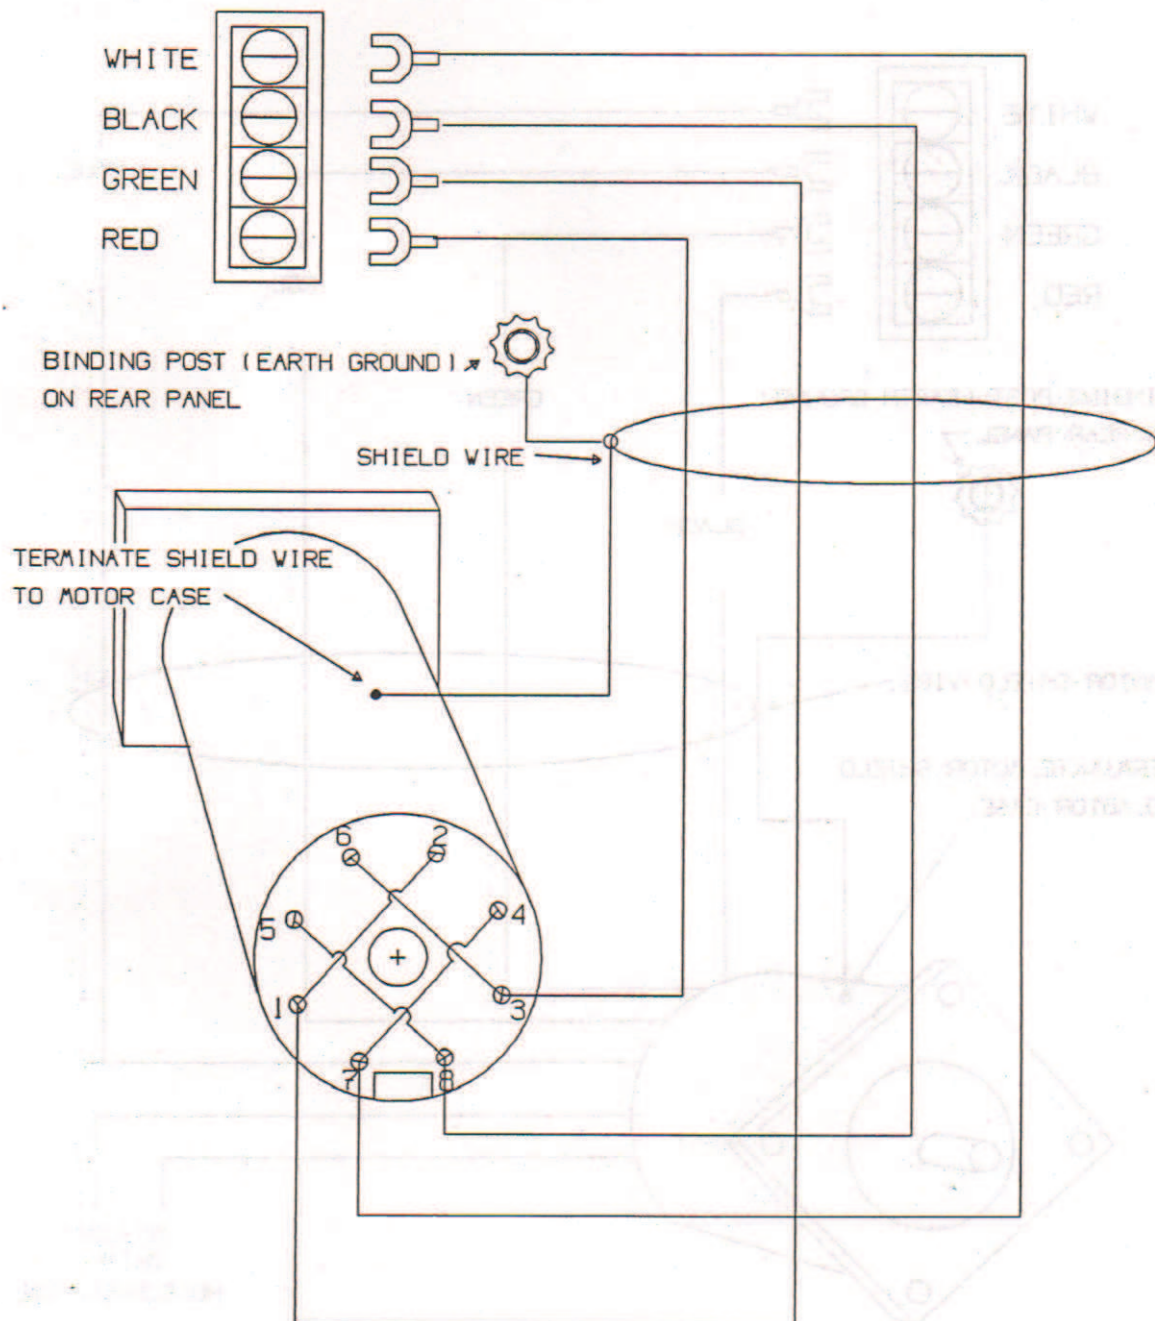 WHITE
BLACK
GREEN
RED
BINDING POST (EARTH GROUND)
ON REAR PANEL
SHIELD WIRE
TERMINATE SHIELD WIRE
TO MOTOR CASE
6 2
5 4
1 3
7 8